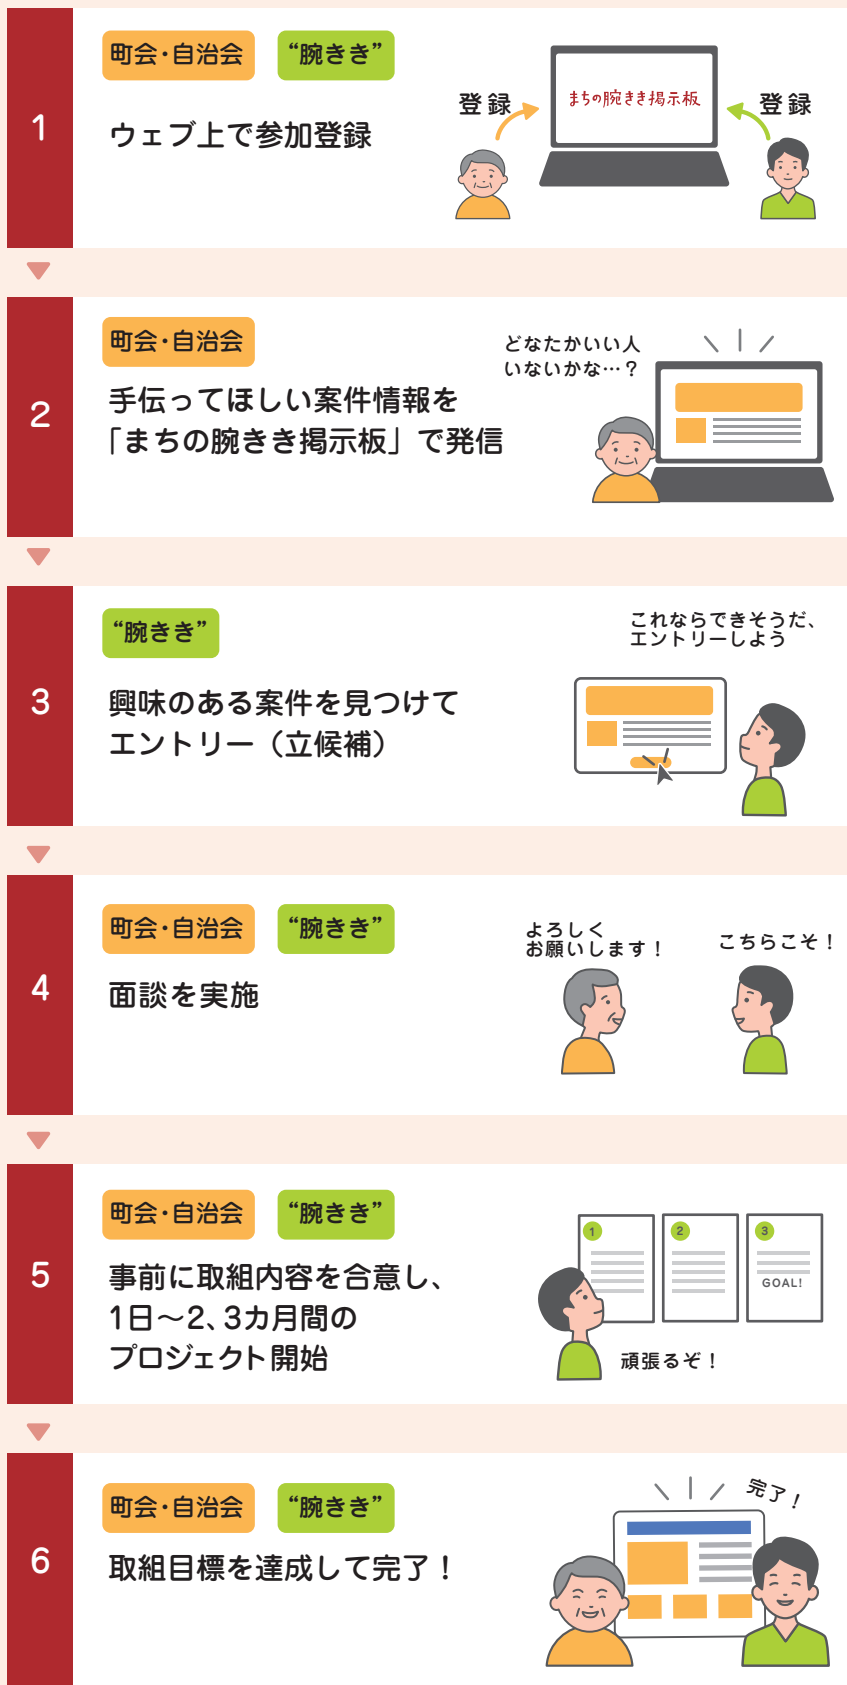 1
町会・自治会 “腕きき”
ウェブ上で参加登録
登録
まちの腕きき掲示板
登録
2
町会・自治会
手伝ってほしい案件情報を
「まちの腕きき掲示板」で発信
どなたかいい人
いないかな…？
3
“腕きき”
興味のある案件を見つけて
エントリー（立候補）
これならできそうだ、
エントリーしよう
4
町会・自治会 “腕きき”
面談を実施
よろしく
お願いします！
こちらこそ！
5
町会・自治会 “腕きき”
事前に取組内容を合意し、
1日〜2、3カ月間の
プロジェクト開始
1
2
3
GOAL!
頑張るぞ！
6
町会・自治会 “腕きき”
取組目標を達成して完了！
完了！